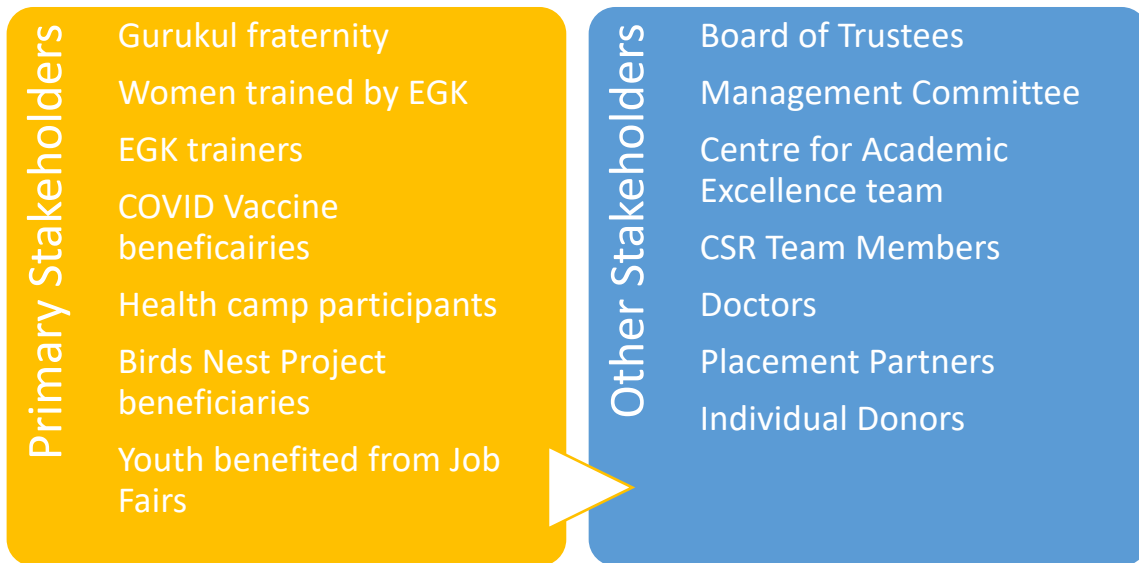 Primary Stakeholders
Gurukul fraternity
Women trained by EGK
EGK trainers
COVID Vaccine
beneficairies
Health camp participants
Birds Nest Project
beneficiaries
Youth benefited from Job
Fairs
Other Stakeholders
Board of Trustees
Management Committee
Centre for Academic
Excellence team
CSR Team Members
Doctors
Placement Partners
Individual Donors